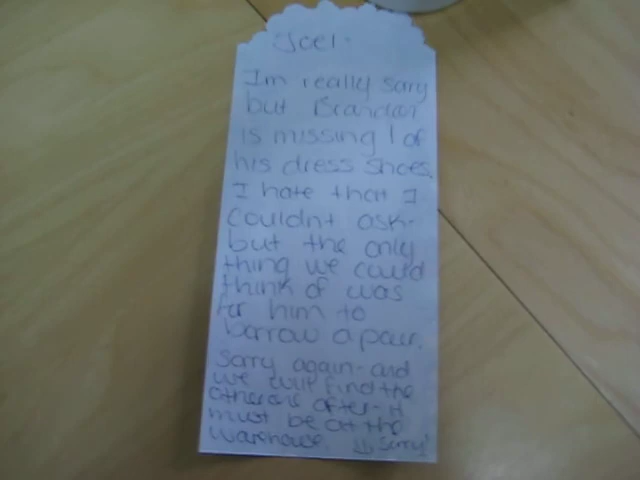 Joel-
Im really sorry
but Brandon
is missing 1 of
his dress shoes.
I hate that I
couldnt ask-
but the only
thing we could
think of was
for him to
borrow a pair.
Sorry again- and
we will find the
other one after- it
must be at the
warehouse. Sorry!